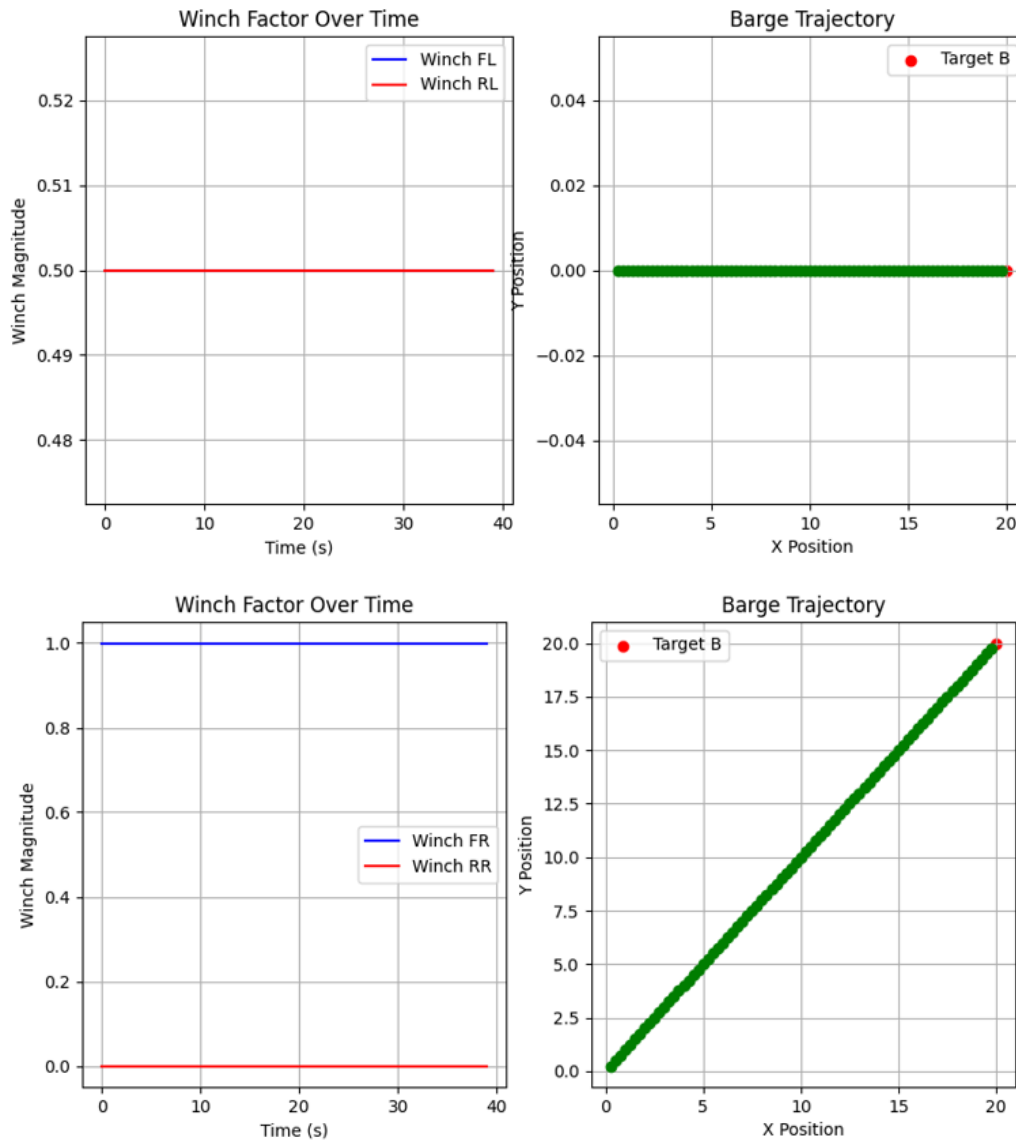 Winch Factor Over Time
Winch FL
Winch RL
0.52
0.51
0.50
0.49
0.48
Winch Magnitude
0
10
20
30
40
Time (s)
Barge Trajectory
Target B
0.04
0.02
0.00
−0.02
−0.04
Y Position
0
5
10
15
20
X Position
Winch Factor Over Time
1.0
0.8
0.6
0.4
0.2
0.0
Winch Magnitude
Winch FR
Winch RR
0
10
20
30
40
Time (s)
Barge Trajectory
Target B
20.0
17.5
15.0
12.5
10.0
7.5
5.0
2.5
0.0
Y Position
0
5
10
15
20
X Position